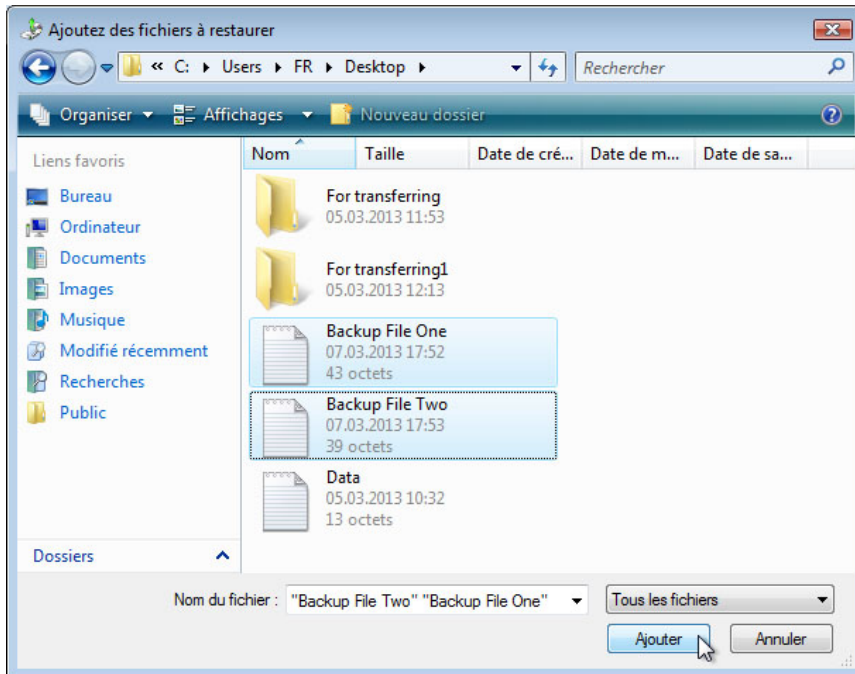 Ajoutez des fichiers à restaurer
« C: Users FR Desktop
Rechercher
Organiser Affichages Nouveau dossier
Liens favoris
Bureau
Ordinateur
Documents
Images
Musique
Modifié récemment
Recherches
Public
Dossiers
Nom Taille Date de cré... Date de m... Date de sa...
For transferring
05.03.2013 11:53
For transferring1
05.03.2013 12:13
Backup File One
07.03.2013 17:52
43 octets
Backup File Two
07.03.2013 17:53
39 octets
Data
05.03.2013 10:32
13 octets
Nom du fichier : "Backup File Two" "Backup File One" Tous les fichiers
Ajouter Annuler